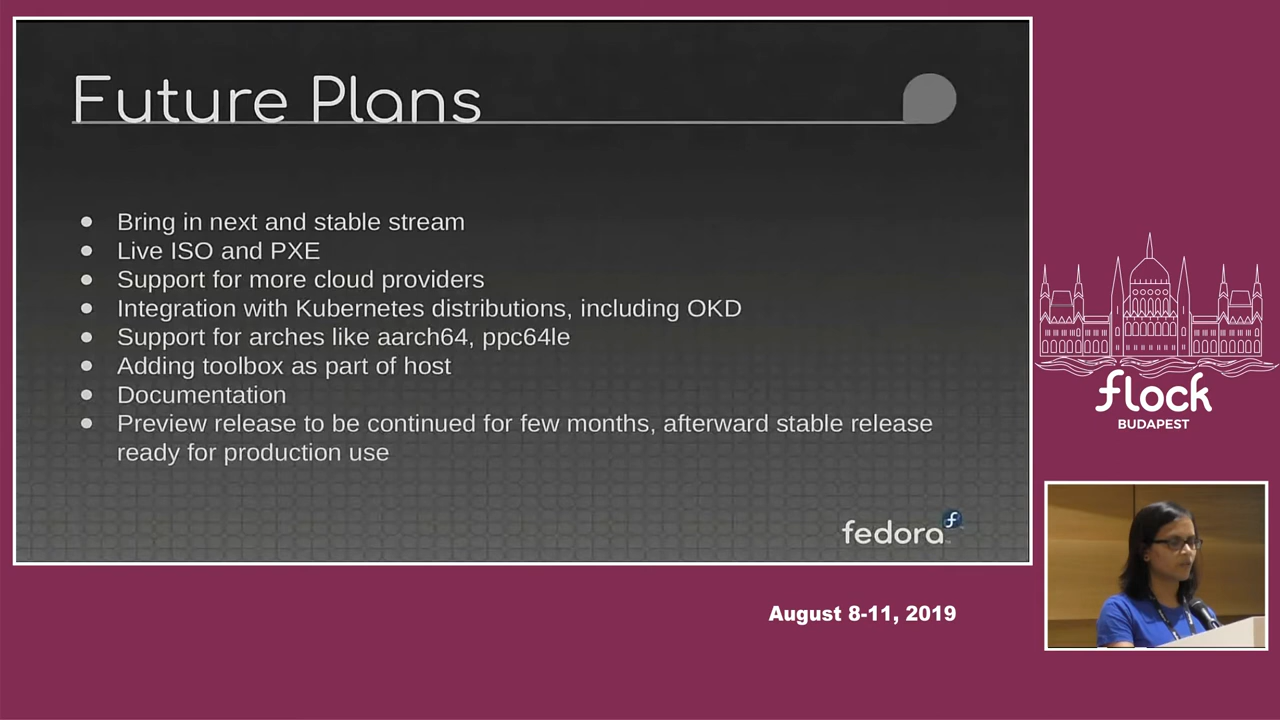 Future Plans
● Bring in next and stable stream
● Live ISO and PXE
● Support for more cloud providers
● Integration with Kubernetes distributions, including OKD
● Support for arches like aarch64, ppc64le
● Adding toolbox as part of host
● Documentation
● Preview release to be continued for few months, afterward stable release
ready for production use
fedora
flock
BUDAPEST
August 8-11, 2019